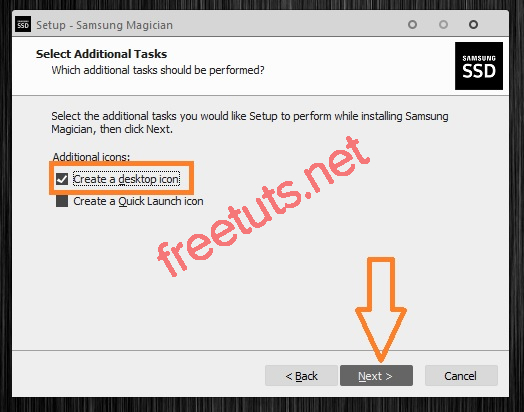 Setup - Samsung Magician
Select Additional Tasks
Which additional tasks should be performed?
SAMSUNG
SSD
Select the additional tasks you would like Setup to perform while installing Samsung
Magician, then click Next.
Additional icons:
Create a desktop icon
Create a Quick Launch icon
freetuts.net
< Back
Next >
Cancel